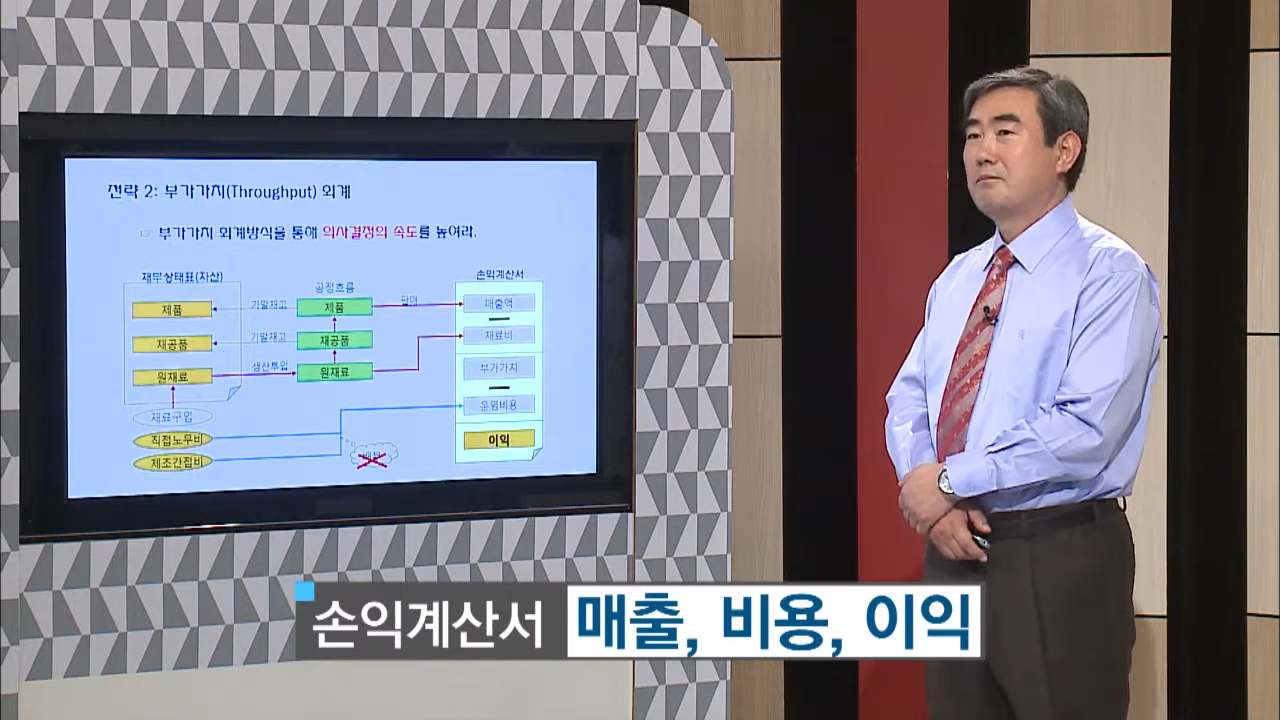 전략 2: 부가가치(Throughput) 회계
☞ 부가가치 회계방식을 통해 의사결정의 속도를 높여라.
재무상태표(자산)
공정흐름
손익계산서
제품
기말재고
제품
판매
매출액
재공품
기말재고
재공품
재료비
원재료
생산투입
원재료
부가가치
재료구입
운영비용
직접노무비
이익
제조간접비
손익계산서 매출, 비용, 이익